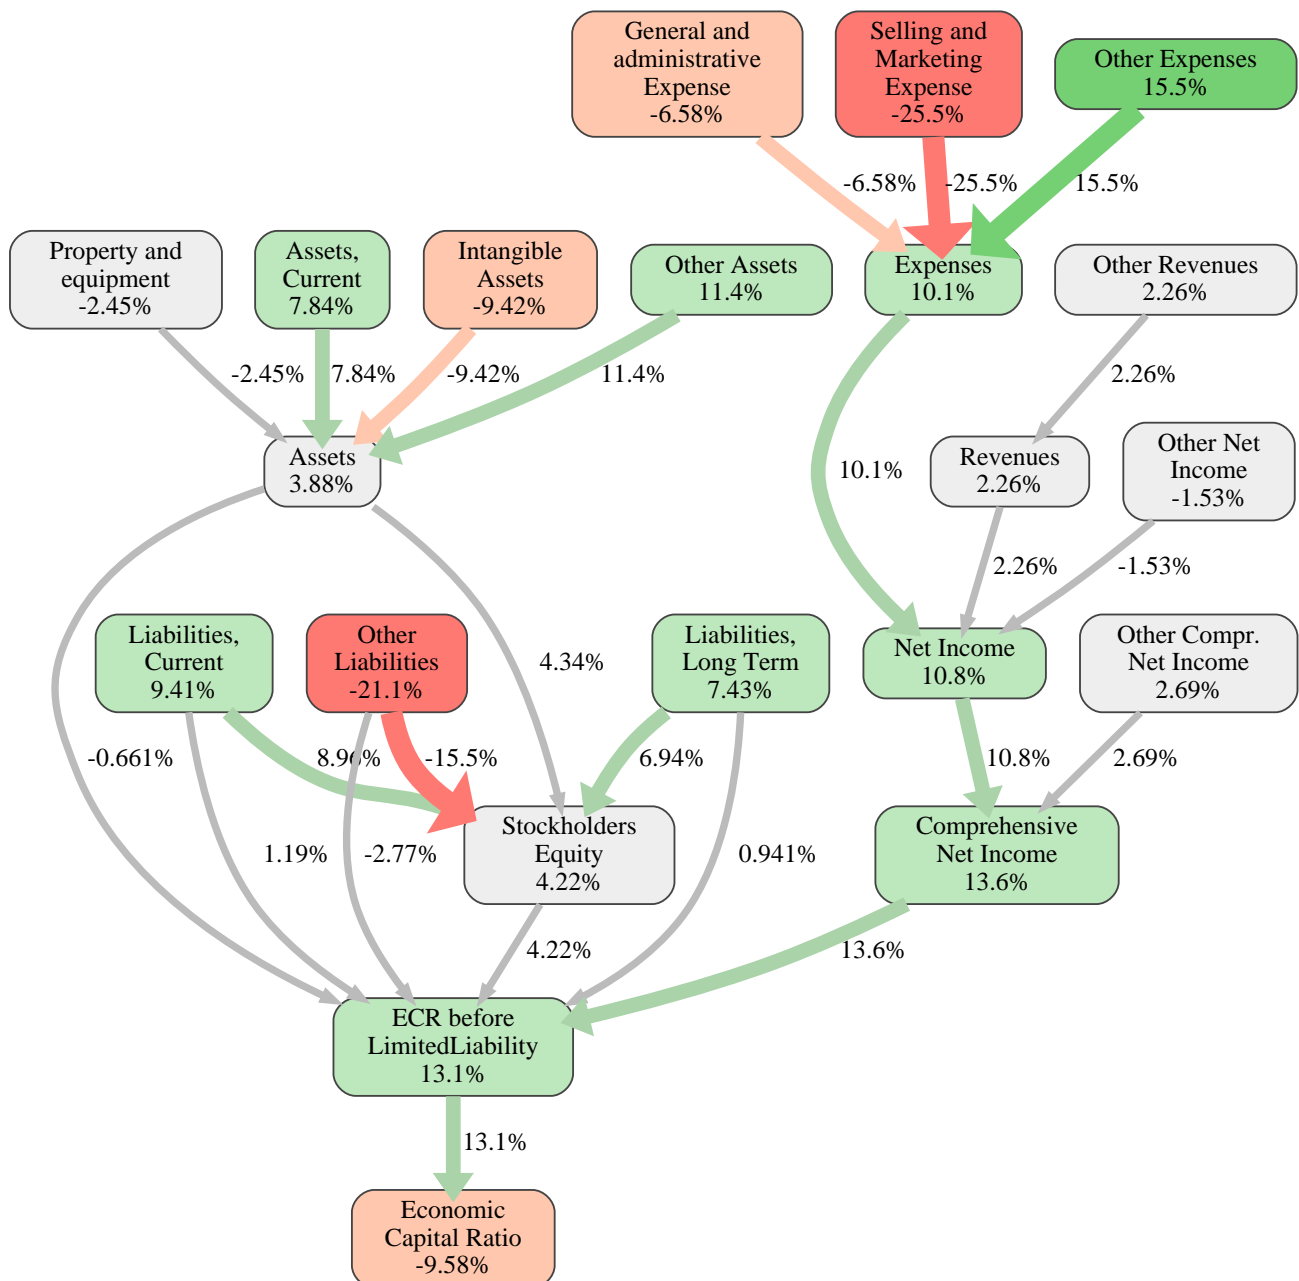 General and
administrative
Expense
-6.58%
Selling and
Marketing
Expense
-25.5%
Other Expenses
15.5%
-6.58%
-25.5%
15.5%
Property and
equipment
-2.45%
Assets,
Current
7.84%
Intangible
Assets
-9.42%
Other Assets
11.4%
Expenses
10.1%
Other Revenues
2.26%
-2.45%
7.84%
-9.42%
11.4%
2.26%
Assets
3.88%
10.1%
Revenues
2.26%
Other Net
Income
-1.53%
2.26%
-1.53%
Liabilities,
Current
9.41%
Other
Liabilities
-21.1%
4.34%
Liabilities,
Long Term
7.43%
Net Income
10.8%
Other Compr.
Net Income
2.69%
-0.661%
8.96%
-15.5%
6.94%
10.8%
2.69%
1.19%
-2.77%
Stockholders
Equity
4.22%
0.941%
Comprehensive
Net Income
13.6%
4.22%
13.6%
ECR before
LimitedLiability
13.1%
13.1%
Economic
Capital Ratio
-9.58%